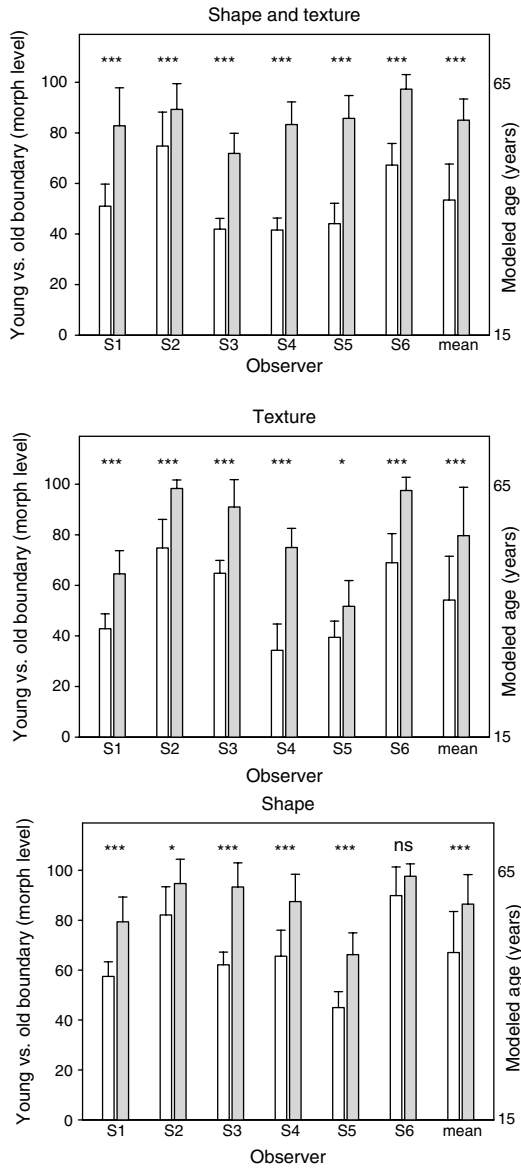 Shape and texture
Young vs. old boundary (morph level)
100
80
60
40
20
0
*** *** *** *** *** *** ***
S1 S2 S3 S4 S5 S6 mean
Observer
65
15
Modeled age (years)
Texture
Young vs. old boundary (morph level)
100
80
60
40
20
0
*** *** *** *** * *** ***
S1 S2 S3 S4 S5 S6 mean
Observer
65
15
Modeled age (years)
Shape
Young vs. old boundary (morph level)
100
80
60
40
20
0
*** * *** *** *** ns ***
S1 S2 S3 S4 S5 S6 mean
Observer
65
15
Modeled age (years)